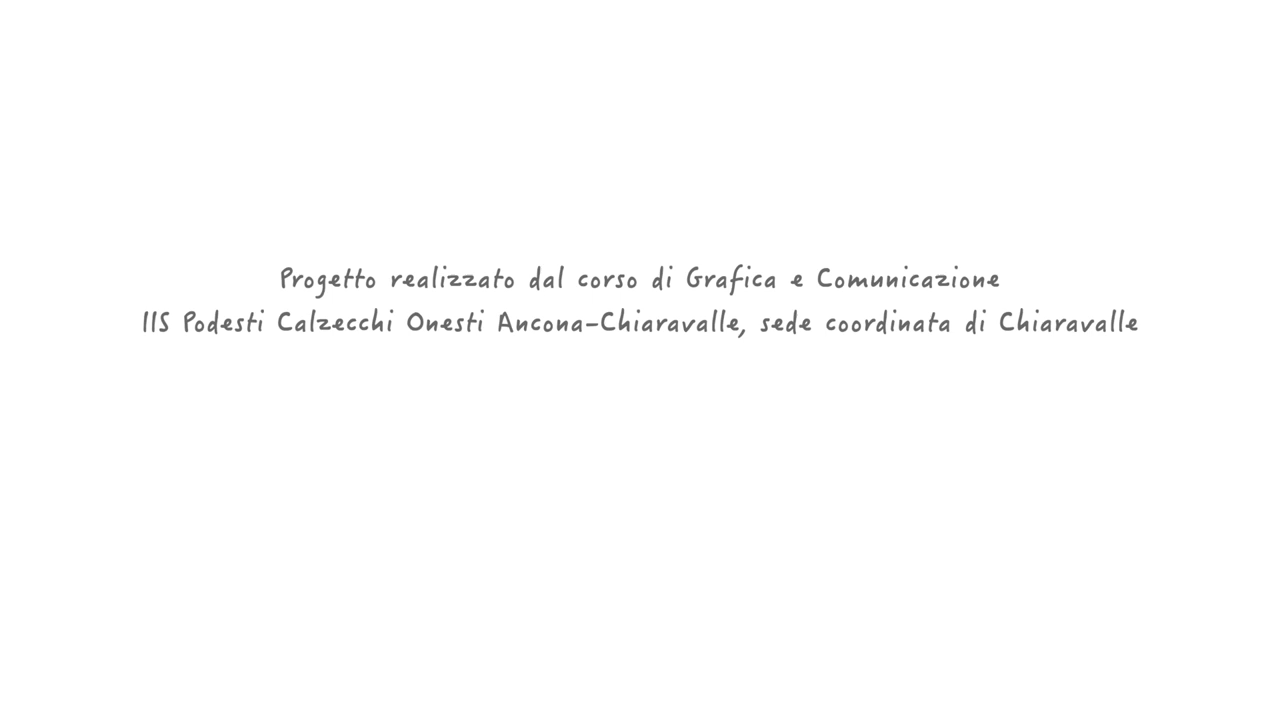 Progetto realizzato dal corso di Grafica e Comunicazione
IIS Podesti Calzecchi Onesti Ancona-Chiaravalle, sede coordinata di Chiaravalle